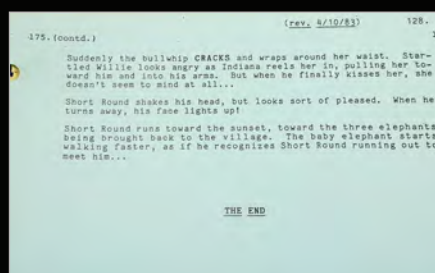 (rev. 4/10/83) 128.
175.(contd.)
Suddenly the bullwhip CRACKS and wraps around her waist. Star-
tled Willie looks angry as Indiana reels her in, pulling her to-
ward him and into his arms. But when he finally kisses her, she
doesn't seem to mind at all...
Short Round shakes his head, but looks sort of pleased. When he
turns away, his face lights up!
Short Round runs toward the sunset, toward the three elephants
being brought back to the village. The baby elephant starts
walking faster, as if he recognizes Short Round running out to
meet him...
THE END